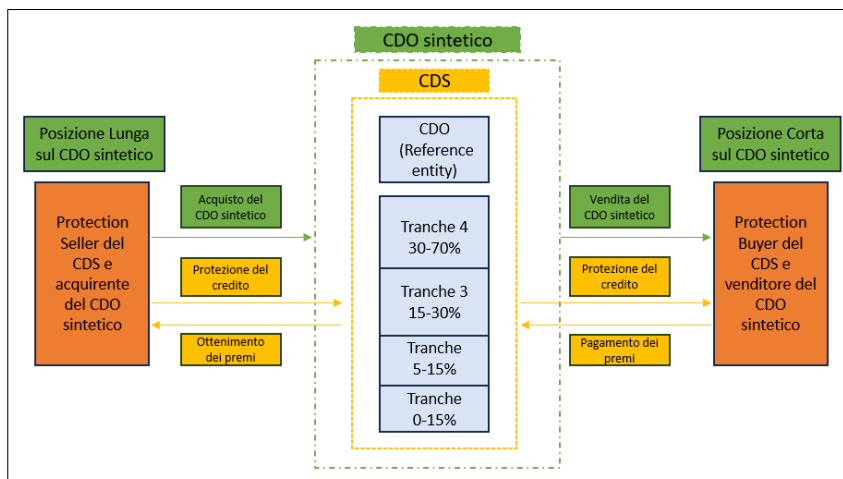 CDO sintetico
CDS
Posizione Lunga
sul CDO sintetico
Protection
Seller del
CDS e
acquirente
del CDO
sintetico
Acquisto del
CDO sintetico
Protezione del
credito
Ottenimento
dei premi
CDO
(Reference
entity)
Tranche 4
30-70%
Tranche 3
15-30%
Tranche
5-15%
Tranche
0-15%
Vendita del
CDO sintetico
Protezione del
credito
Pagamento dei
premi
Posizione Corta
sul CDO sintetico
Protection
Buyer del
CDS e
venditore del
CDO
sintetico